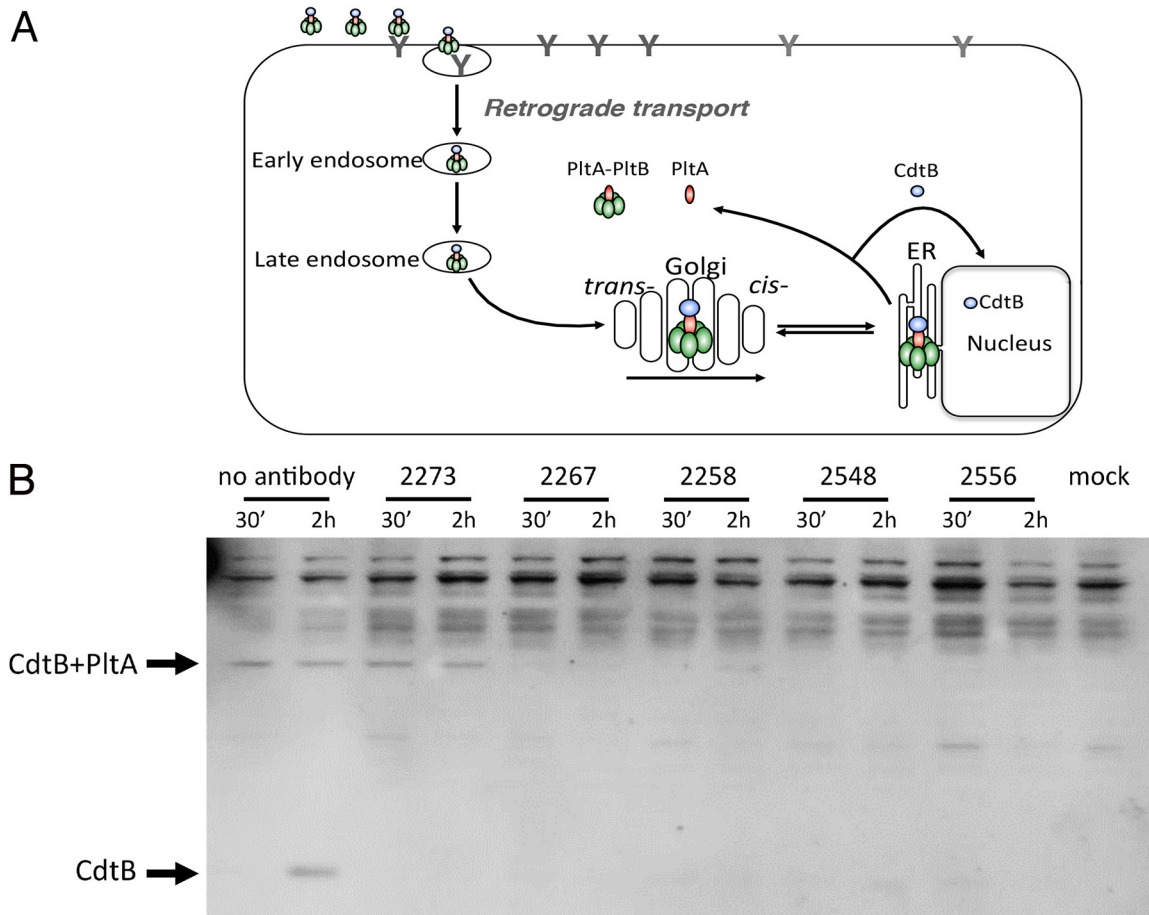 A
Retrograde transport
Early endosome
PltA-PltB
PltA
CdtB
Late endosome
ER
Golgi
trans-
cis-
CdtB
Nucleus
B
no antibody 2273 2267 2258 2548 2556 mock
30’ 2h 30’ 2h 30’ 2h 30’ 2h 30’ 2h 30’ 2h
CdtB+PltA
CdtB